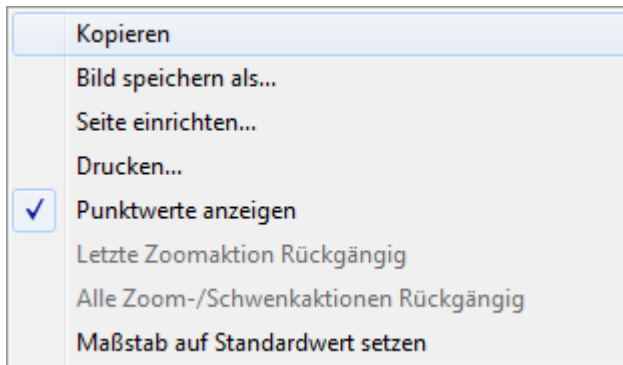 Kopieren
Bild speichern als...
Seite einrichten...
Drucken...
Punktwerte anzeigen
Letzte Zoomaktion Rückgängig
Alle Zoom-/Schwenkaktionen Rückgängig
Maßstab auf Standardwert setzen